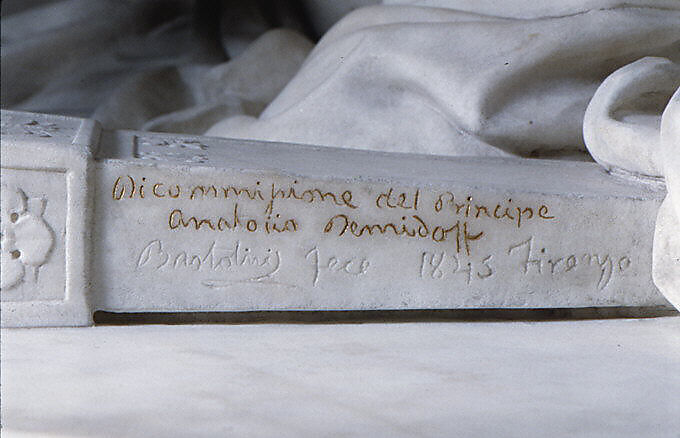 Di commissione del Principe
Anatolio Demidoff
Bartolini fece 1845 Firenze